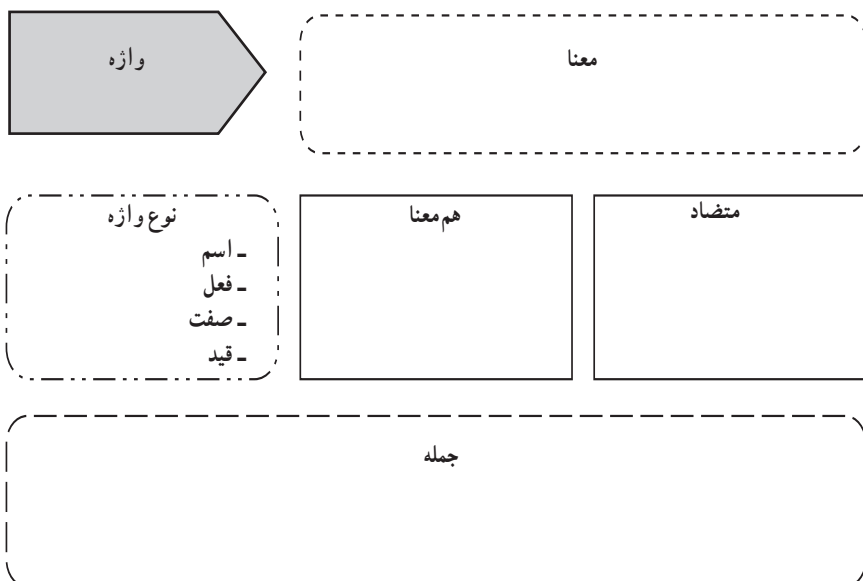 واژه
معنا
نوع واژه
ـ اسم
ـ فعل
ـ صفت
ـ قید
هم‌معنا
متضاد
جمله